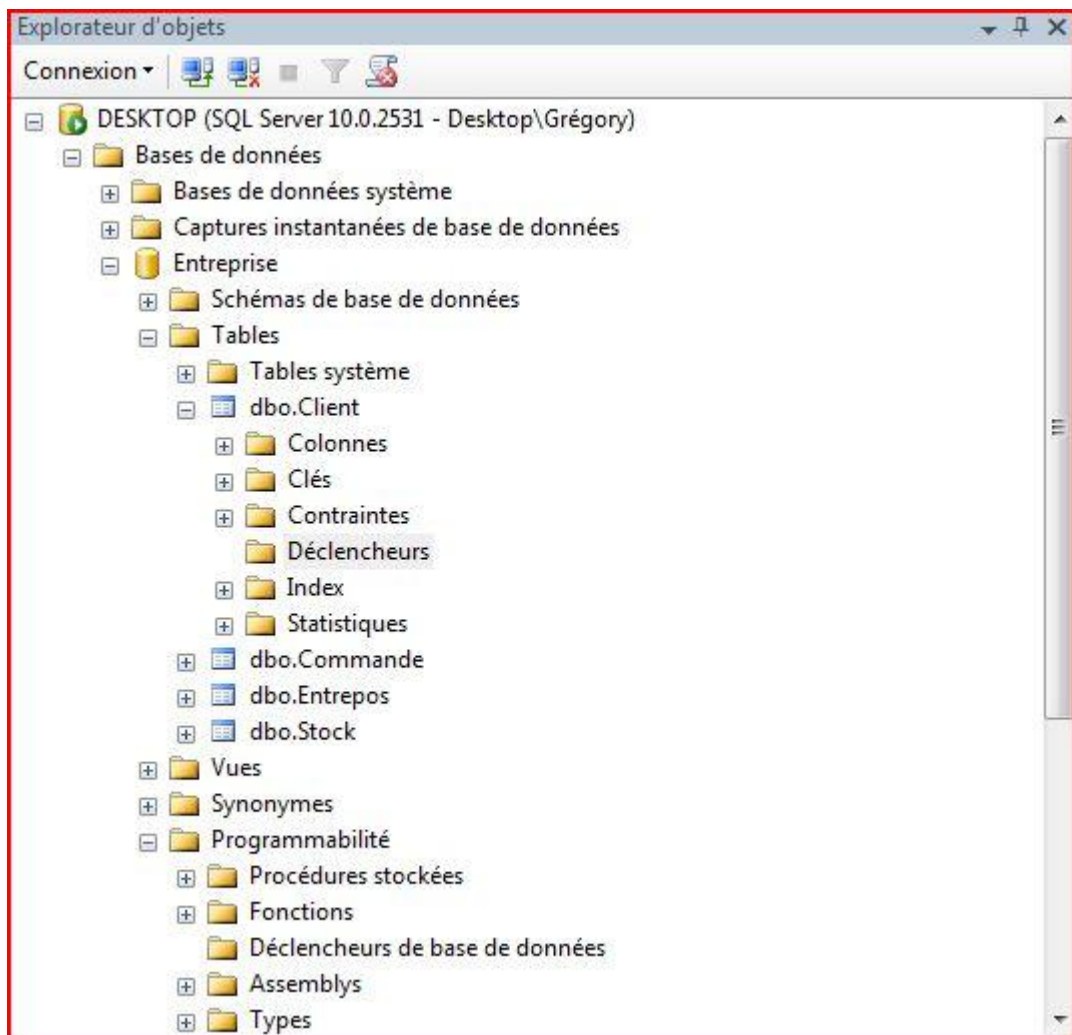 Explorateur d'objets
Connexion
DESKTOP (SQL Server 10.0.2531 - Desktop\Grégory)
Bases de données
Bases de données système
Captures instantanées de base de données
Entreprise
Schémas de base de données
Tables
Tables système
dbo.Client
Colonnes
Clés
Contraintes
Déclencheurs
Index
Statistiques
dbo.Commande
dbo.Entrepos
dbo.Stock
Vues
Synonymes
Programmabilité
Procédures stockées
Fonctions
Déclencheurs de base de données
Assemblys
Types